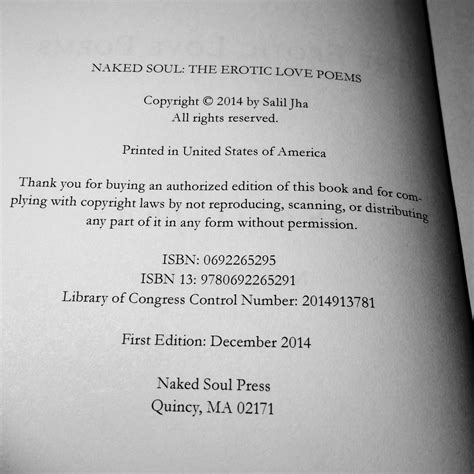 NAKED SOUL: THE EROTIC LOVE POEMS
Copyright © 2014 by Salil Jha
All rights reserved.
Printed in United States of America
Thank you for buying an authorized edition of this book and for com-
plying with copyright laws by not reproducing, scanning, or distributing
any part of it in any form without permission.
ISBN: 0692265295
ISBN 13: 9780692265291
Library of Congress Control Number: 2014913781
First Edition: December 2014
Naked Soul Press
Quincy, MA 02171